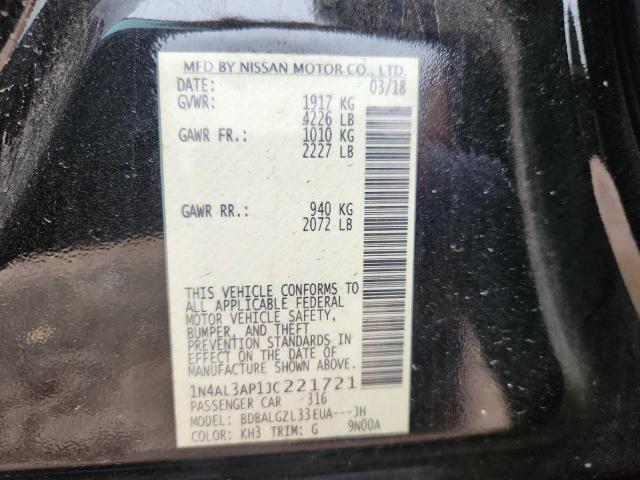 MFD BY NISSAN MOTOR CO., LTD.
DATE: 03/18
GVWR: 1917 KG
4226 LB
GAWR FR.: 1010 KG
2227 LB
GAWR RR.: 940 KG
2072 LB
THIS VEHICLE CONFORMS TO
ALL APPLICABLE FEDERAL
MOTOR VEHICLE SAFETY,
BUMPER, AND THEFT
PREVENTION STANDARDS IN
EFFECT ON THE DATE OF
MANUFACTURE SHOWN ABOVE.
1N4AL3AP1JC221721
PASSENGER CAR 316
MODEL: BDBALGZL33EUA---JH
COLOR: KH3 TRIM: G 9N00A